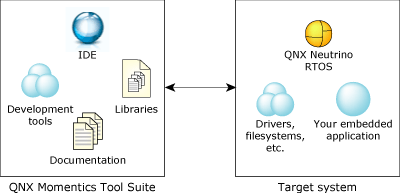 IDE
Development
tools
Libraries
Documentation
QNX Momentics Tool Suite
QNX Neutrino
RTOS
Drivers,
filesystems,
etc.
Your embedded
application
Target system